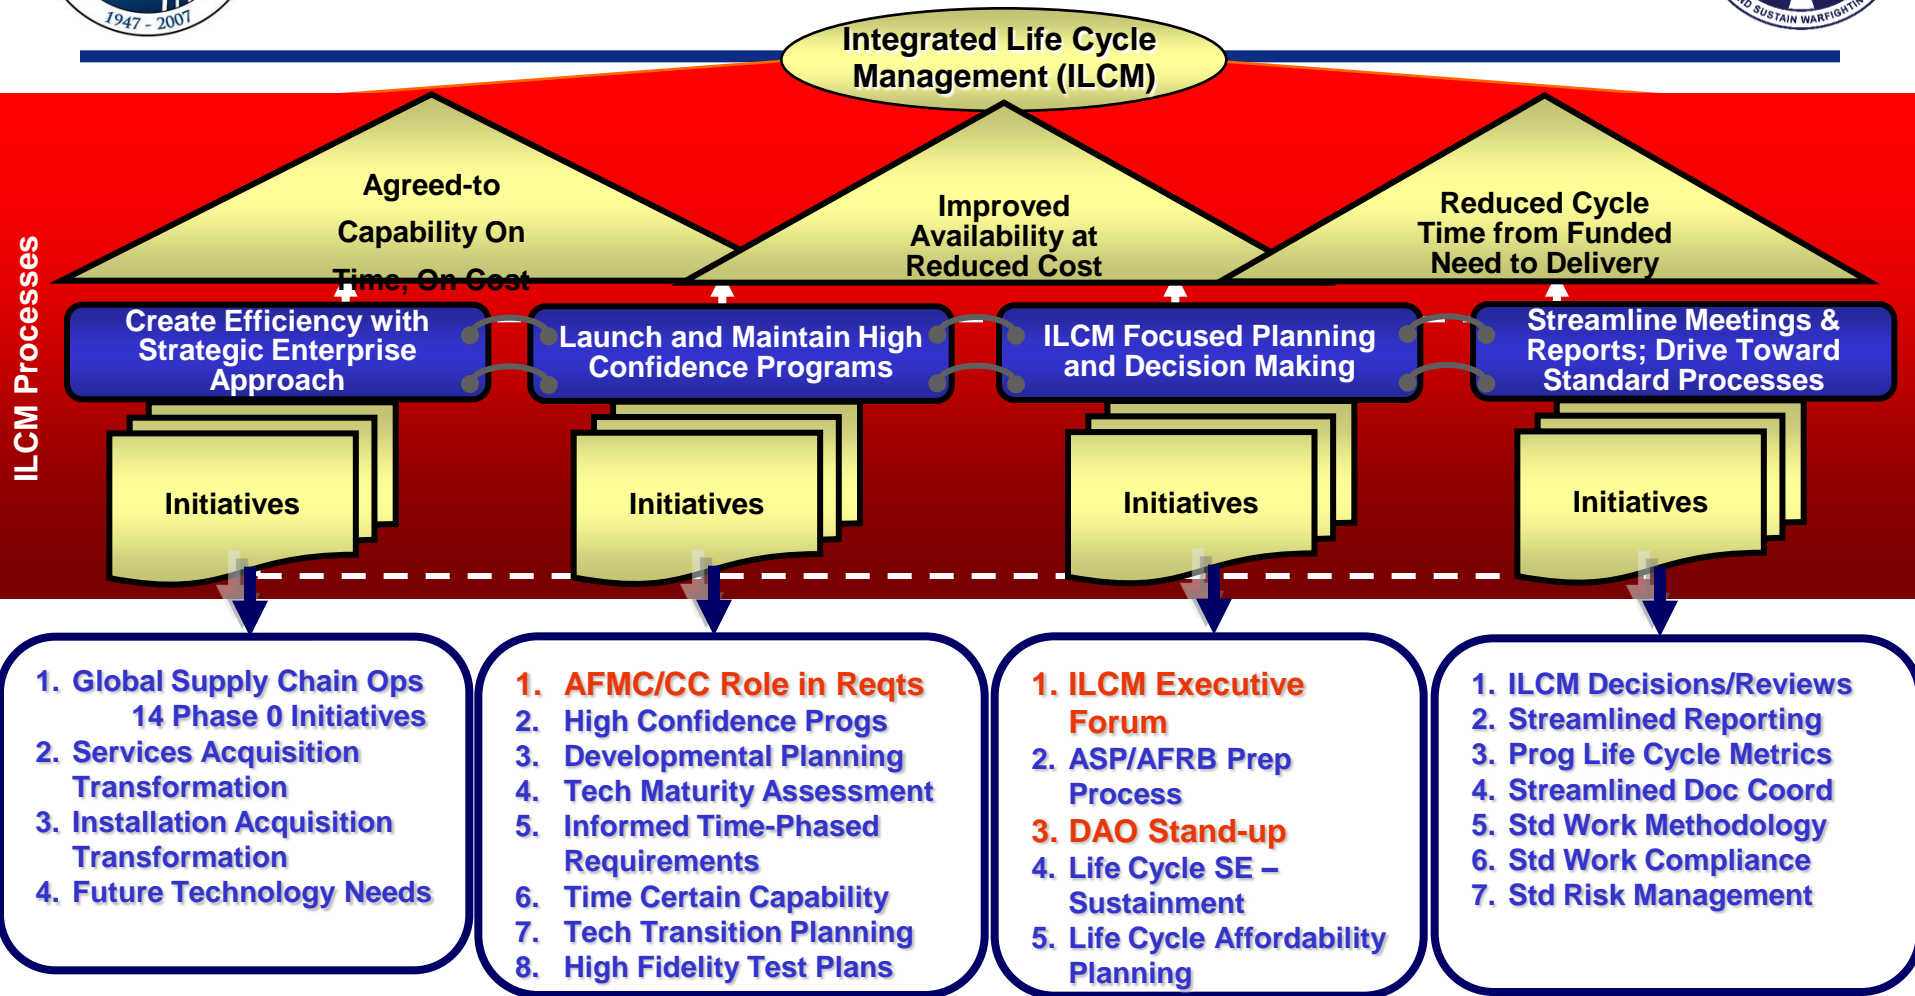 1947 - 2007
AND SUSTAIN WARFIGHTING
Integrated Life Cycle
Management (ILCM)
Agreed-to
Capability On
Time, On Cost
Improved
Availability at
Reduced Cost
Reduced Cycle
Time from Funded
Need to Delivery
ILCM Processes
Create Efficiency with
Strategic Enterprise
Approach
Launch and Maintain High
Confidence Programs
ILCM Focused Planning
and Decision Making
Streamline Meetings &
Reports; Drive Toward
Standard Processes
Initiatives
Initiatives
Initiatives
Initiatives
1. Global Supply Chain Ops
14 Phase 0 Initiatives
2. Services Acquisition
Transformation
3. Installation Acquisition
Transformation
4. Future Technology Needs
1. AFMC/CC Role in Reqts
2. High Confidence Progs
3. Developmental Planning
4. Tech Maturity Assessment
5. Informed Time-Phased
Requirements
6. Time Certain Capability
7. Tech Transition Planning
8. High Fidelity Test Plans
1. ILCM Executive
Forum
2. ASP/AFRB Prep
Process
3. DAO Stand-up
4. Life Cycle SE –
Sustainment
5. Life Cycle Affordability
Planning
1. ILCM Decisions/Reviews
2. Streamlined Reporting
3. Prog Life Cycle Metrics
4. Streamlined Doc Coord
5. Std Work Methodology
6. Std Work Compliance
7. Std Risk Management